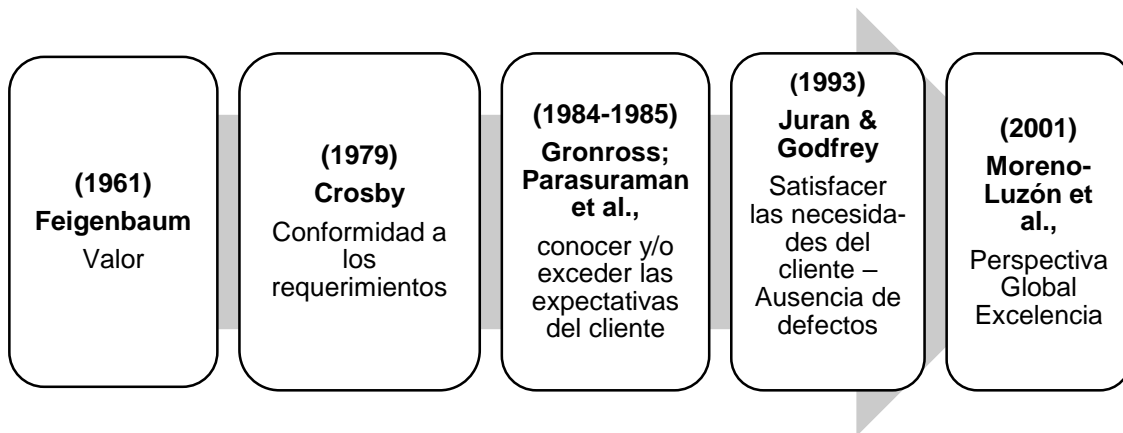 (1961)
Feigenbaum
Valor
(1979)
Crosby
Conformidad a
los
requerimientos
(1984-1985)
Gronross;
Parasuraman
et al.,
conocer y/o
exceder las
expectativas
del cliente
(1993)
Juran &
Godfrey
Satisfacer
las necesida-
des del
cliente –
Ausencia de
defectos
(2001)
Moreno-
Luzón et
al.,
Perspectiva
Global
Excelencia